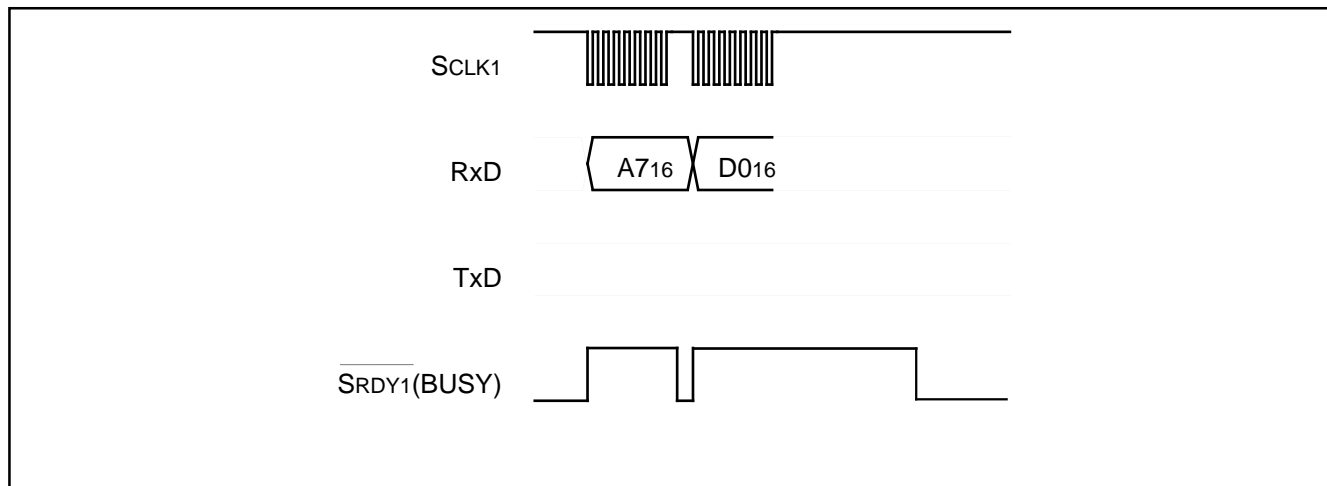 SCLK1
RxD
A716
D016
TxD
SRDY1(BUSY)